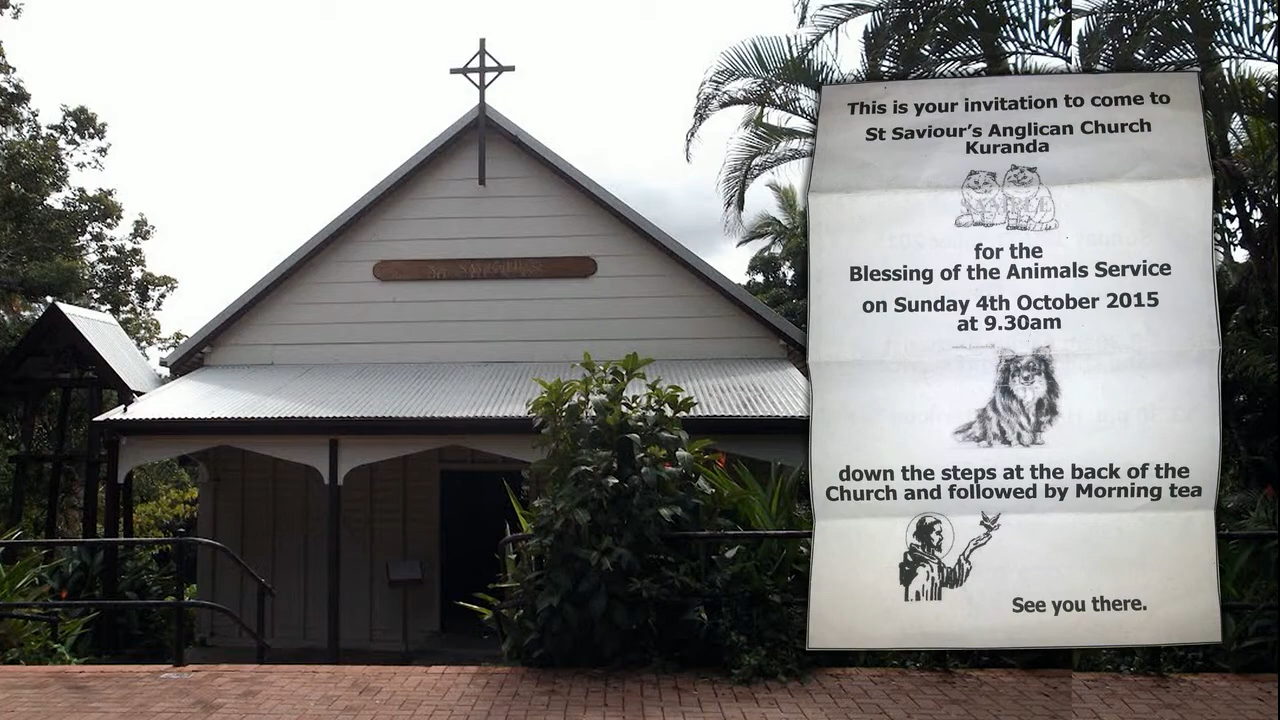 ST SAVIOUR'S
This is your invitation to come to
St Saviour's Anglican Church
Kuranda
for the
Blessing of the Animals Service
on Sunday 4th October 2015
at 9.30am
down the steps at the back of the
Church and followed by Morning tea
See you there.